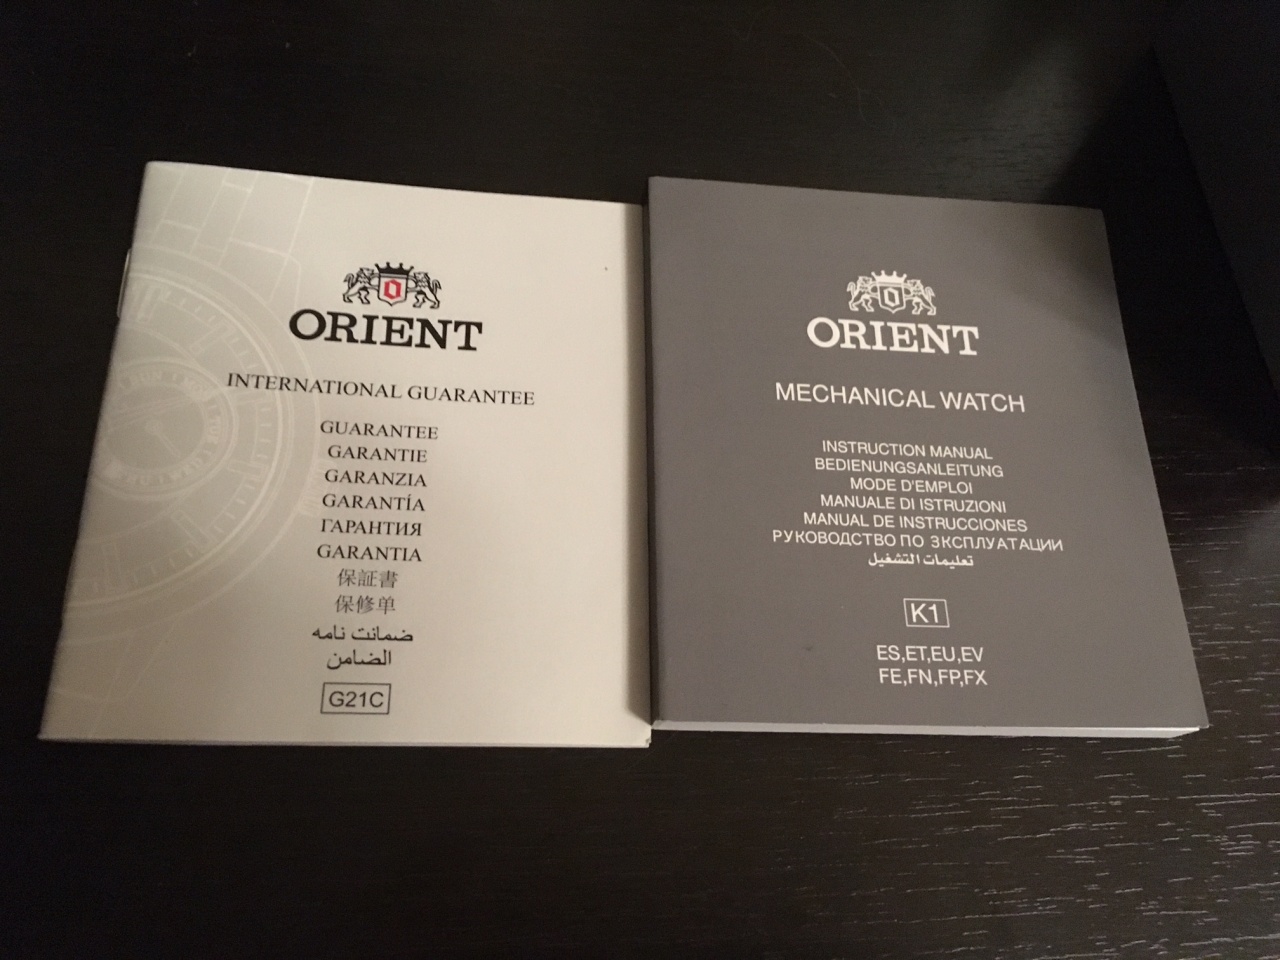 ORIENT
INTERNATIONAL GUARANTEE
GUARANTEE
GARANTIE
GARANZIA
GARANTÍA
ГАРАНТИЯ
GARANTIA
保証書
保修单
ضمانت نامه
الضامن
G21C
ORIENT
MECHANICAL WATCH
INSTRUCTION MANUAL
BEDIENUNGSANLEITUNG
MODE D'EMPLOI
MANUALE DI ISTRUZIONI
MANUAL DE INSTRUCCIONES
РУКОВОДСТВО ПО ЭКСПЛУАТАЦИИ
تعليمات التشغيل
K1
ES,ET,EU,EV
FE,FN,FP,FX